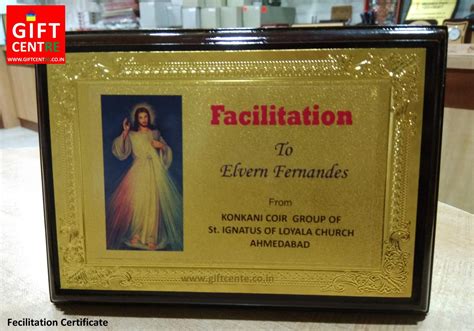 GIFT
CENTRE
WWW.GIFTCENTRE.CO.IN
Facilitation
To
Elvern Fernandes
From
KONKANI COIR GROUP OF
St. IGNATUS OF LOYALA CHURCH
AHMEDABAD
www.giftcente.co.in
Fecilitation Certificate